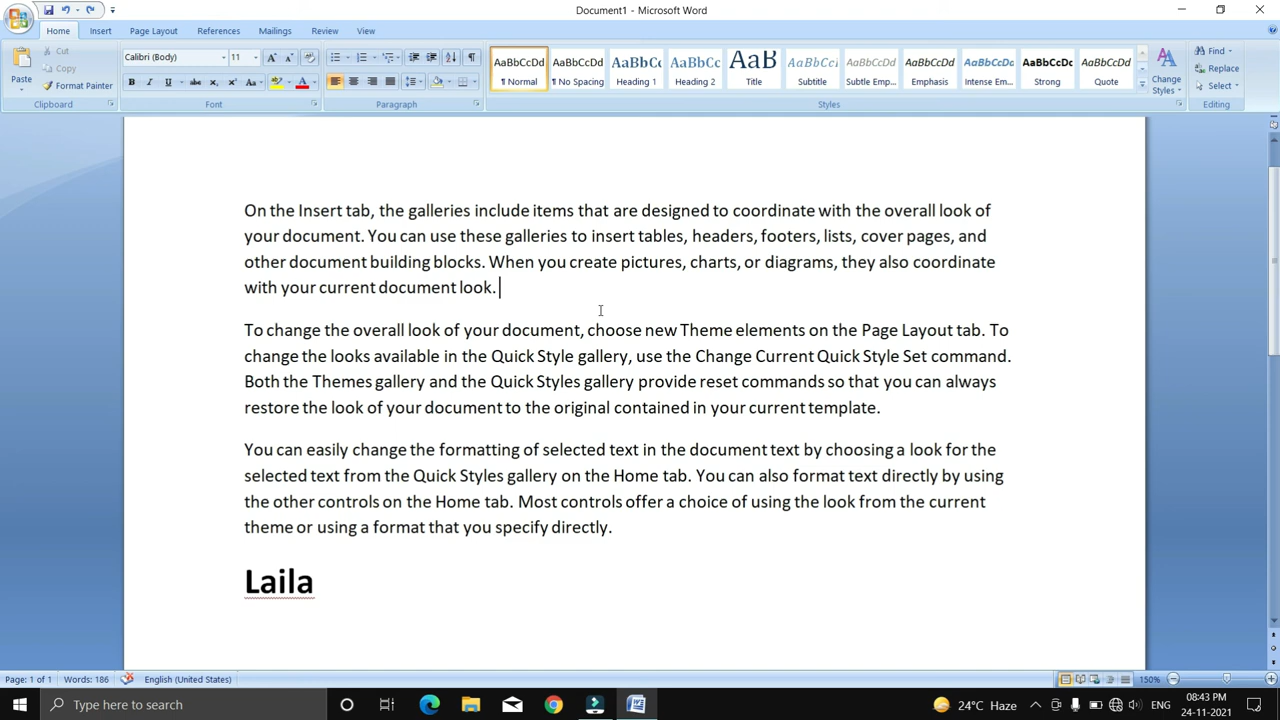 Document1 - Microsoft Word
Home Insert Page Layout References Mailings Review View
Paste
Cut
Copy
Format Painter
Clipboard
Calibri (Body) 11
Font
Paragraph
AaBbCcDd AaBbCcDd AaBbCc AaBbCc AaB AaBbCcI AaBbCcDd AaBbCcDd AaBbCcDd AaBbCcDc AaBbCcDd
¶ Normal ¶ No Spacing Heading 1 Heading 2 Title Subtitle Subtle Emp... Emphasis Intense Em... Strong Quote
Styles
Change
Styles
Find
Replace
Select
Editing
On the Insert tab, the galleries include items that are designed to coordinate with the overall look of
your document. You can use these galleries to insert tables, headers, footers, lists, cover pages, and
other document building blocks. When you create pictures, charts, or diagrams, they also coordinate
with your current document look.
To change the overall look of your document, choose new Theme elements on the Page Layout tab. To
change the looks available in the Quick Style gallery, use the Change Current Quick Style Set command.
Both the Themes gallery and the Quick Styles gallery provide reset commands so that you can always
restore the look of your document to the original contained in your current template.
You can easily change the formatting of selected text in the document text by choosing a look for the
selected text from the Quick Styles gallery on the Home tab. You can also format text directly by using
the other controls on the Home tab. Most controls offer a choice of using the look from the current
theme or using a format that you specify directly.
Laila
Page: 1 of 1 Words: 186 English (United States) 150%
Type here to search
24°C Haze ENG
08:43 PM
24-11-2021